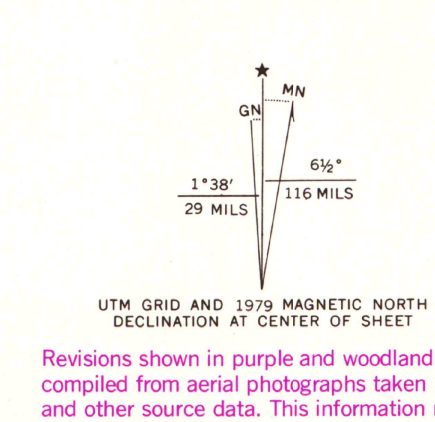 ★
MN
GN
6½°
1°38′
116 MILS
29 MILS
UTM GRID AND 1979 MAGNETIC NORTH
DECLINATION AT CENTER OF SHEET
Revisions shown in purple and woodland
compiled from aerial photographs taken
and other source data. This information